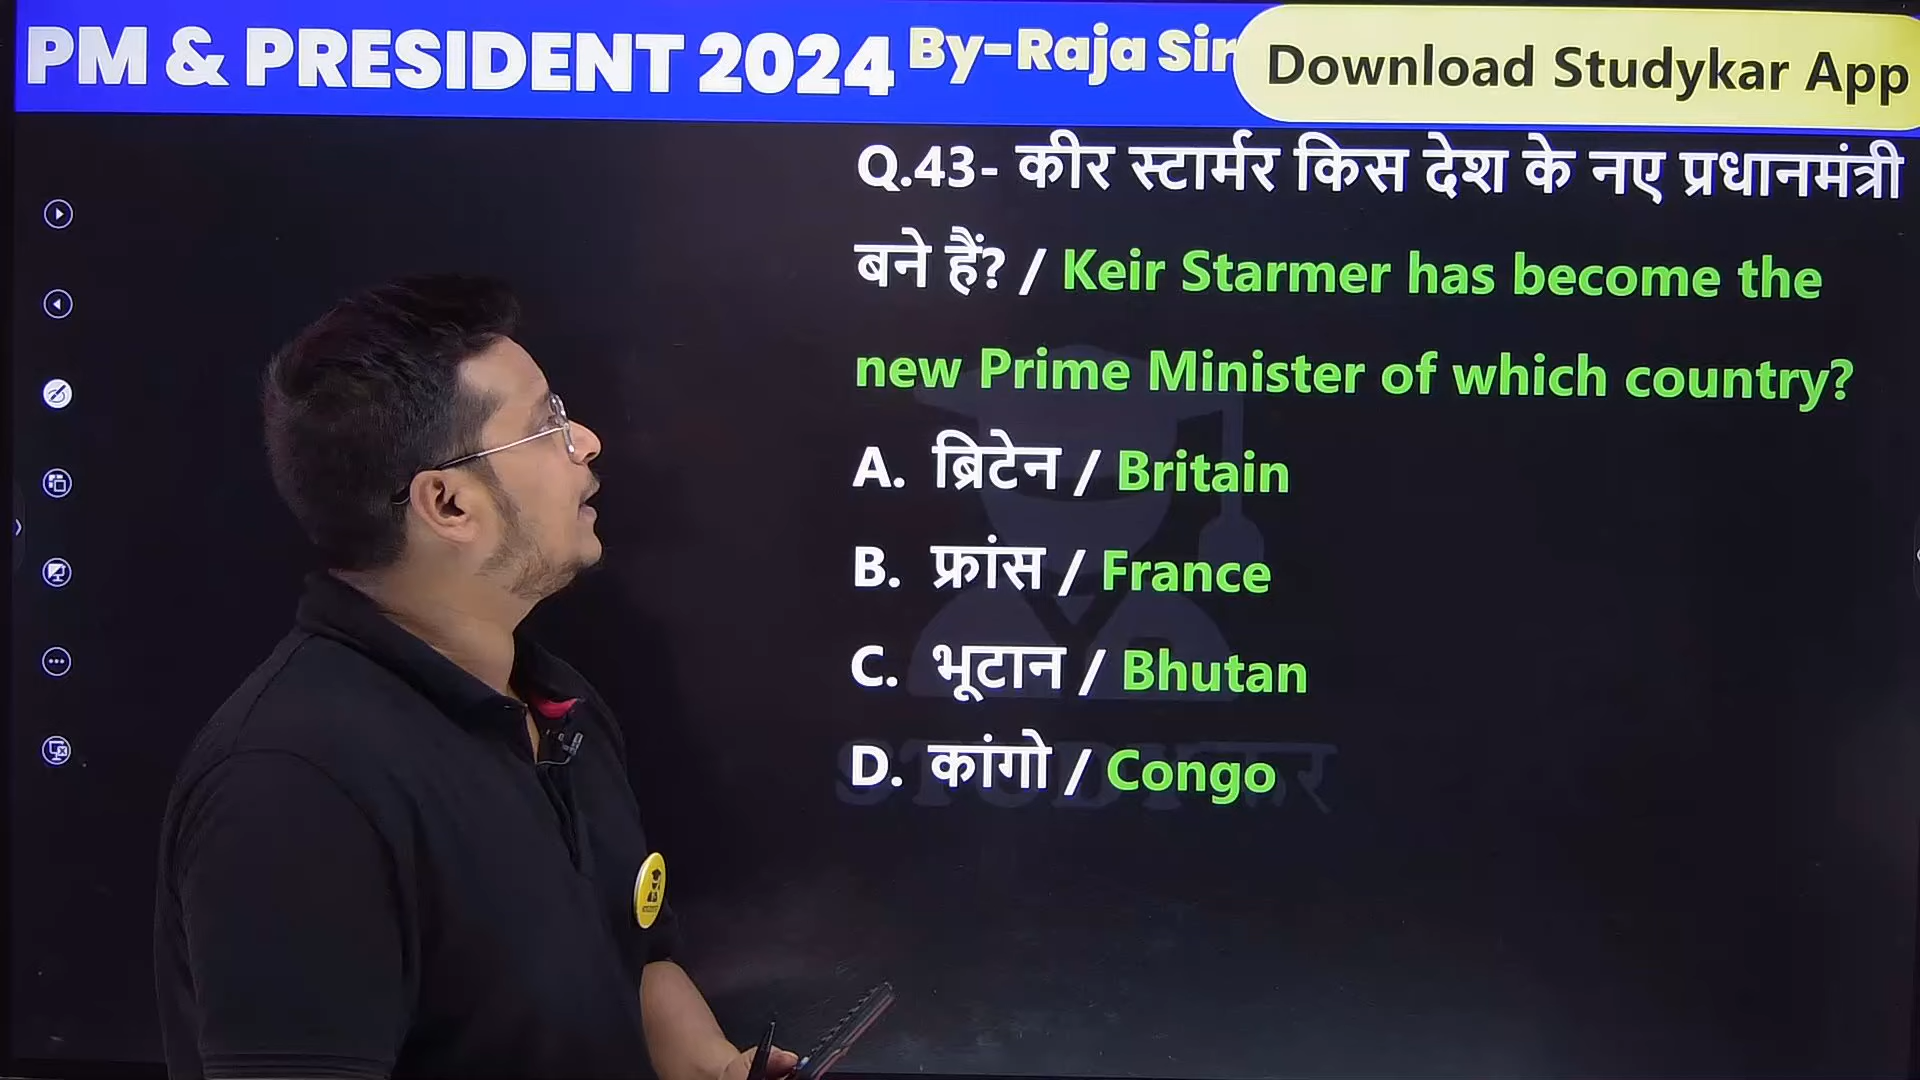 PM & PRESIDENT 2024 By-Raja Sir Download Studykar App
Q.43- कीर स्टार्मर किस देश के नए प्रधानमंत्री
बने हैं? / Keir Starmer has become the
new Prime Minister of which country?
A. ब्रिटेन / Britain
B. फ्रांस / France
C. भूटान / Bhutan
D. कांगो / Congo
STUDYकर